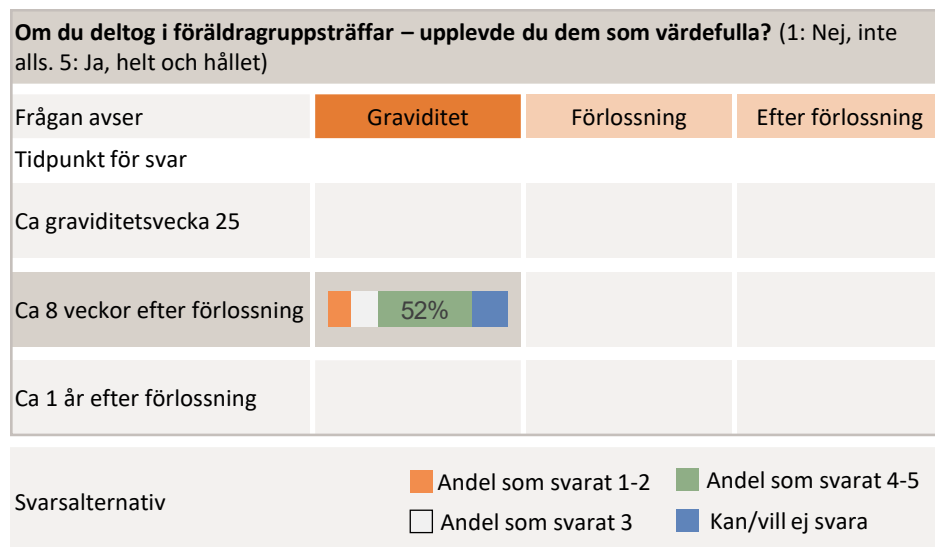 Om du deltog i föräldragruppsträffar – upplevde du dem som värdefulla? (1: Nej, inte
alls. 5: Ja, helt och hållet)
Frågan avser Graviditet Förlossning Efter förlossning
Tidpunkt för svar
Ca graviditetsvecka 25
Ca 8 veckor efter förlossning 52%
Ca 1 år efter förlossning
Svarsalternativ
Andel som svarat 1-2 Andel som svarat 4-5
Andel som svarat 3 Kan/vill ej svara